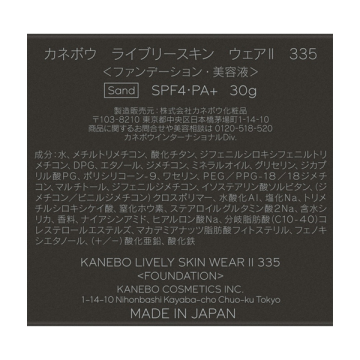 カネボウ　ライブリースキン　ウェアⅡ　335
＜ファンデーション・美容液＞
Sand　SPF4・PA+　30g
製造販売元：株式会社カネボウ化粧品
〒103-8210 東京都中央区日本橋茅場町1-14-10
商品に関するお問合せや美容相談は 0120-518-520
カネボウインターナショナルDiv.
成分：水、メチルトリメチコン、酸化チタン、ジフェニルシロキシフェニルトリ
メチコン、DPG、エタノール、ジメチコン、ミネラルオイル、グリセリン、ジカプ
リル酸PG、ポリシリコーン-9、ワセリン、PEG／PPG-18／18ジメチ
コン、マルチトール、ジフェニルジメチコン、イソステアリン酸ソルビタン、（ジ
メチコン／ビニルジメチコン）クロスポリマー、水酸化Al、塩化Na、トリメ
チルシロキシケイ酸、窒化ホウ素、ステアロイルグルタミン酸2Na、含水シ
リカ、香料、ナイアシンアミド、ヒアルロン酸Na、分岐脂肪酸（C10-40）コ
レステロールエステルズ、マカデミアナッツ脂肪酸フィトステリル、フェノキ
シエタノール、（＋/－）酸化亜鉛、酸化鉄
KANEBO LIVELY SKIN WEAR II 335
<FOUNDATION>
KANEBO COSMETICS INC.
1-14-10 Nihonbashi Kayaba-cho Chuo-ku Tokyo
MADE IN JAPAN